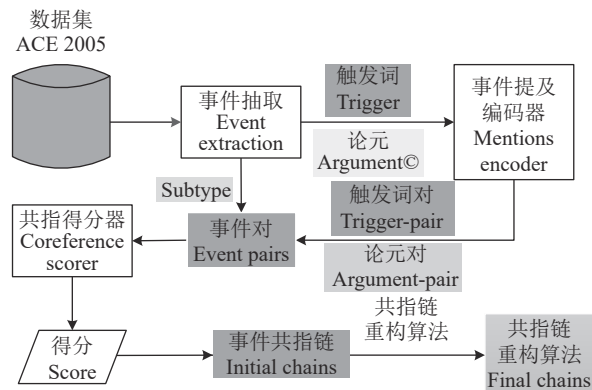 数据集
ACE 2005
事件抽取
Event
extraction
触发词
Trigger
论元
Argument©
事件提及
编码器
Mentions
encoder
Subtype
触发词对
Trigger-pair
论元对
Argument-pair
事件对
Event pairs
共指得分器
Coreference
scorer
得分
Score
事件共指链
Initial chains
共指链
重构算法
共指链
重构算法
Final chains